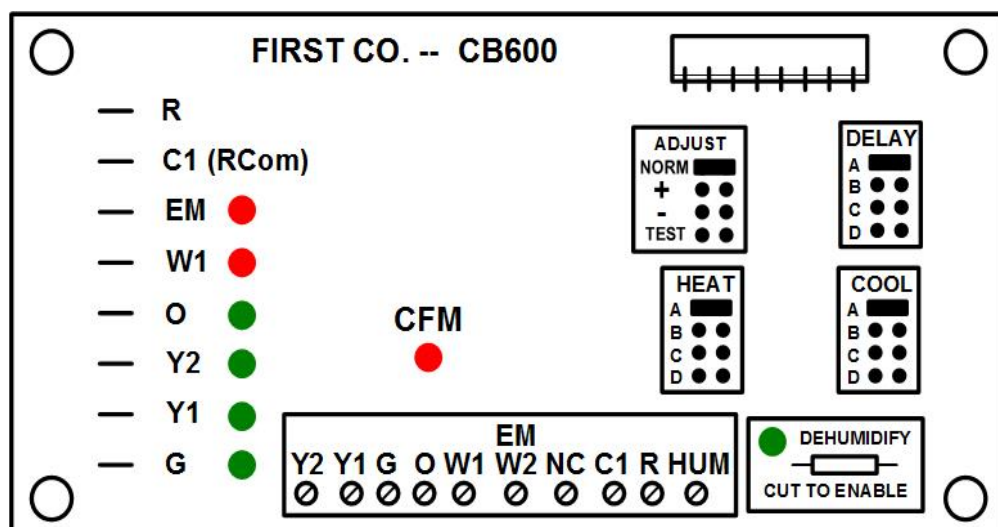 FIRST CO. -- CB600
R
C1 (RCom)
EM
W1
O
Y2
Y1
G
CFM
ADJUST
NORM
+
-
TEST
DELAY
A
B
C
D
HEAT
A
B
C
D
COOL
A
B
C
D
EM
Y2 Y1 G O W1 W2 NC C1 R HUM
DEHUMIDIFY
CUT TO ENABLE